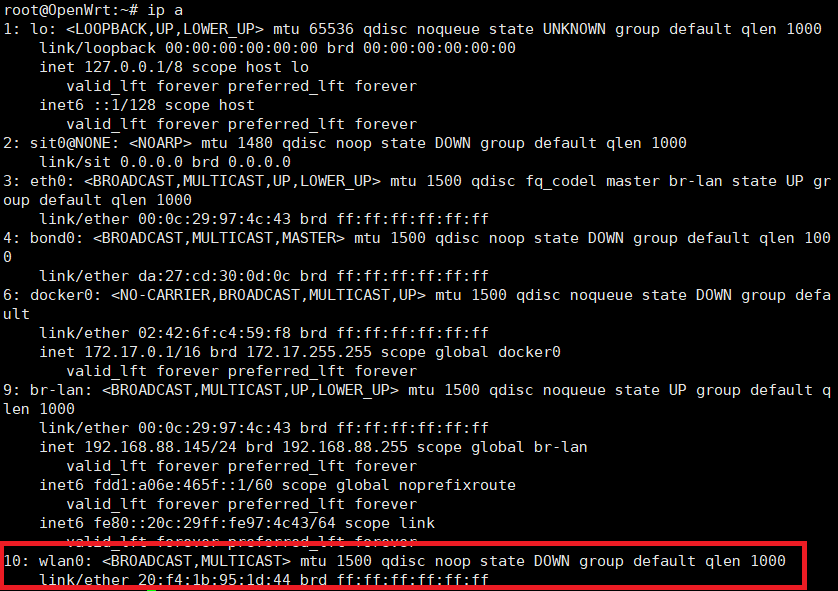 root@OpenWrt:~# ip a
1: lo: <LOOPBACK,UP,LOWER_UP> mtu 65536 qdisc noqueue state UNKNOWN group default qlen 1000
    link/loopback 00:00:00:00:00:00 brd 00:00:00:00:00:00
    inet 127.0.0.1/8 scope host lo
       valid_lft forever preferred_lft forever
    inet6 ::1/128 scope host
       valid_lft forever preferred_lft forever
2: sit0@NONE: <NOARP> mtu 1480 qdisc noop state DOWN group default qlen 1000
    link/sit 0.0.0.0 brd 0.0.0.0
3: eth0: <BROADCAST,MULTICAST,UP,LOWER_UP> mtu 1500 qdisc fq_codel master br-lan state UP gr
oup default qlen 1000
    link/ether 00:0c:29:97:4c:43 brd ff:ff:ff:ff:ff:ff
4: bond0: <BROADCAST,MULTICAST,MASTER> mtu 1500 qdisc noop state DOWN group default qlen 100
0
    link/ether da:27:cd:30:0d:0c brd ff:ff:ff:ff:ff:ff
6: docker0: <NO-CARRIER,BROADCAST,MULTICAST,UP> mtu 1500 qdisc noqueue state DOWN group defa
ult
    link/ether 02:42:6f:c4:59:f8 brd ff:ff:ff:ff:ff:ff
    inet 172.17.0.1/16 brd 172.17.255.255 scope global docker0
       valid_lft forever preferred_lft forever
9: br-lan: <BROADCAST,MULTICAST,UP,LOWER_UP> mtu 1500 qdisc noqueue state UP group default q
len 1000
    link/ether 00:0c:29:97:4c:43 brd ff:ff:ff:ff:ff:ff
    inet 192.168.88.145/24 brd 192.168.88.255 scope global br-lan
       valid_lft forever preferred_lft forever
    inet6 fdd1:a06e:465f::1/60 scope global noprefixroute
       valid_lft forever preferred_lft forever
    inet6 fe80::20c:29ff:fe97:4c43/64 scope link
       valid_lft forever preferred_lft forever
10: wlan0: <BROADCAST,MULTICAST> mtu 1500 qdisc noop state DOWN group default qlen 1000
    link/ether 20:f4:1b:95:1d:44 brd ff:ff:ff:ff:ff:ff